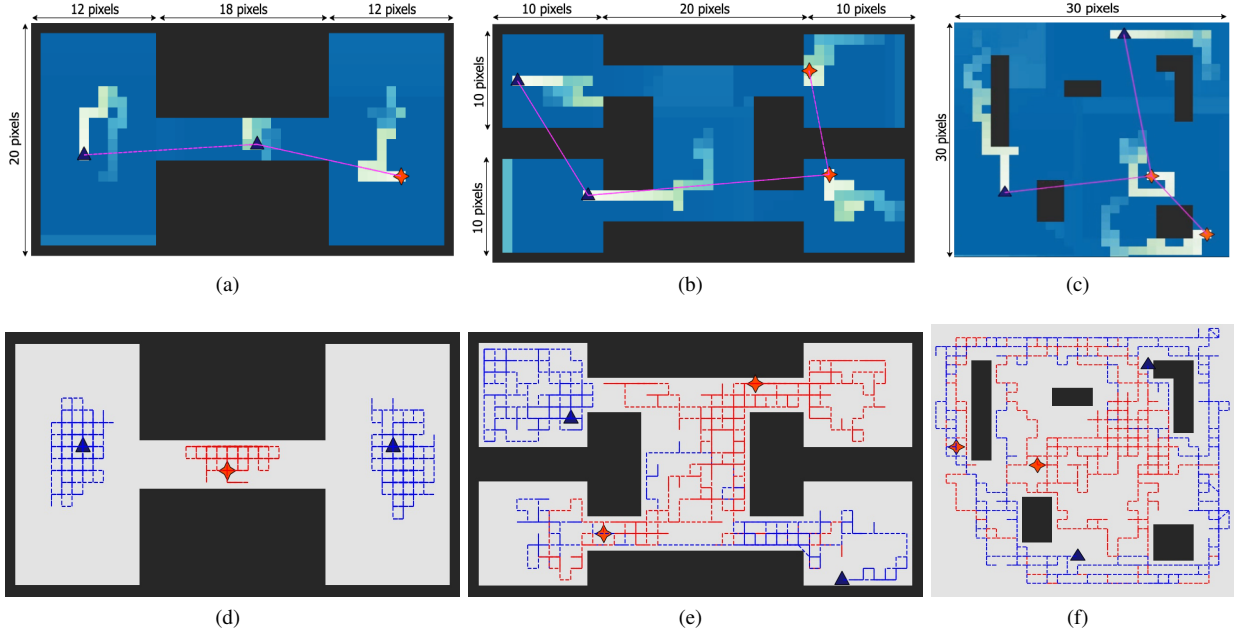 12 pixels 18 pixels 12 pixels
20 pixels
(a)
10 pixels 20 pixels 10 pixels
10 pixels
10 pixels
(b)
30 pixels
30 pixels
(c)
(d)
(e)
(f)